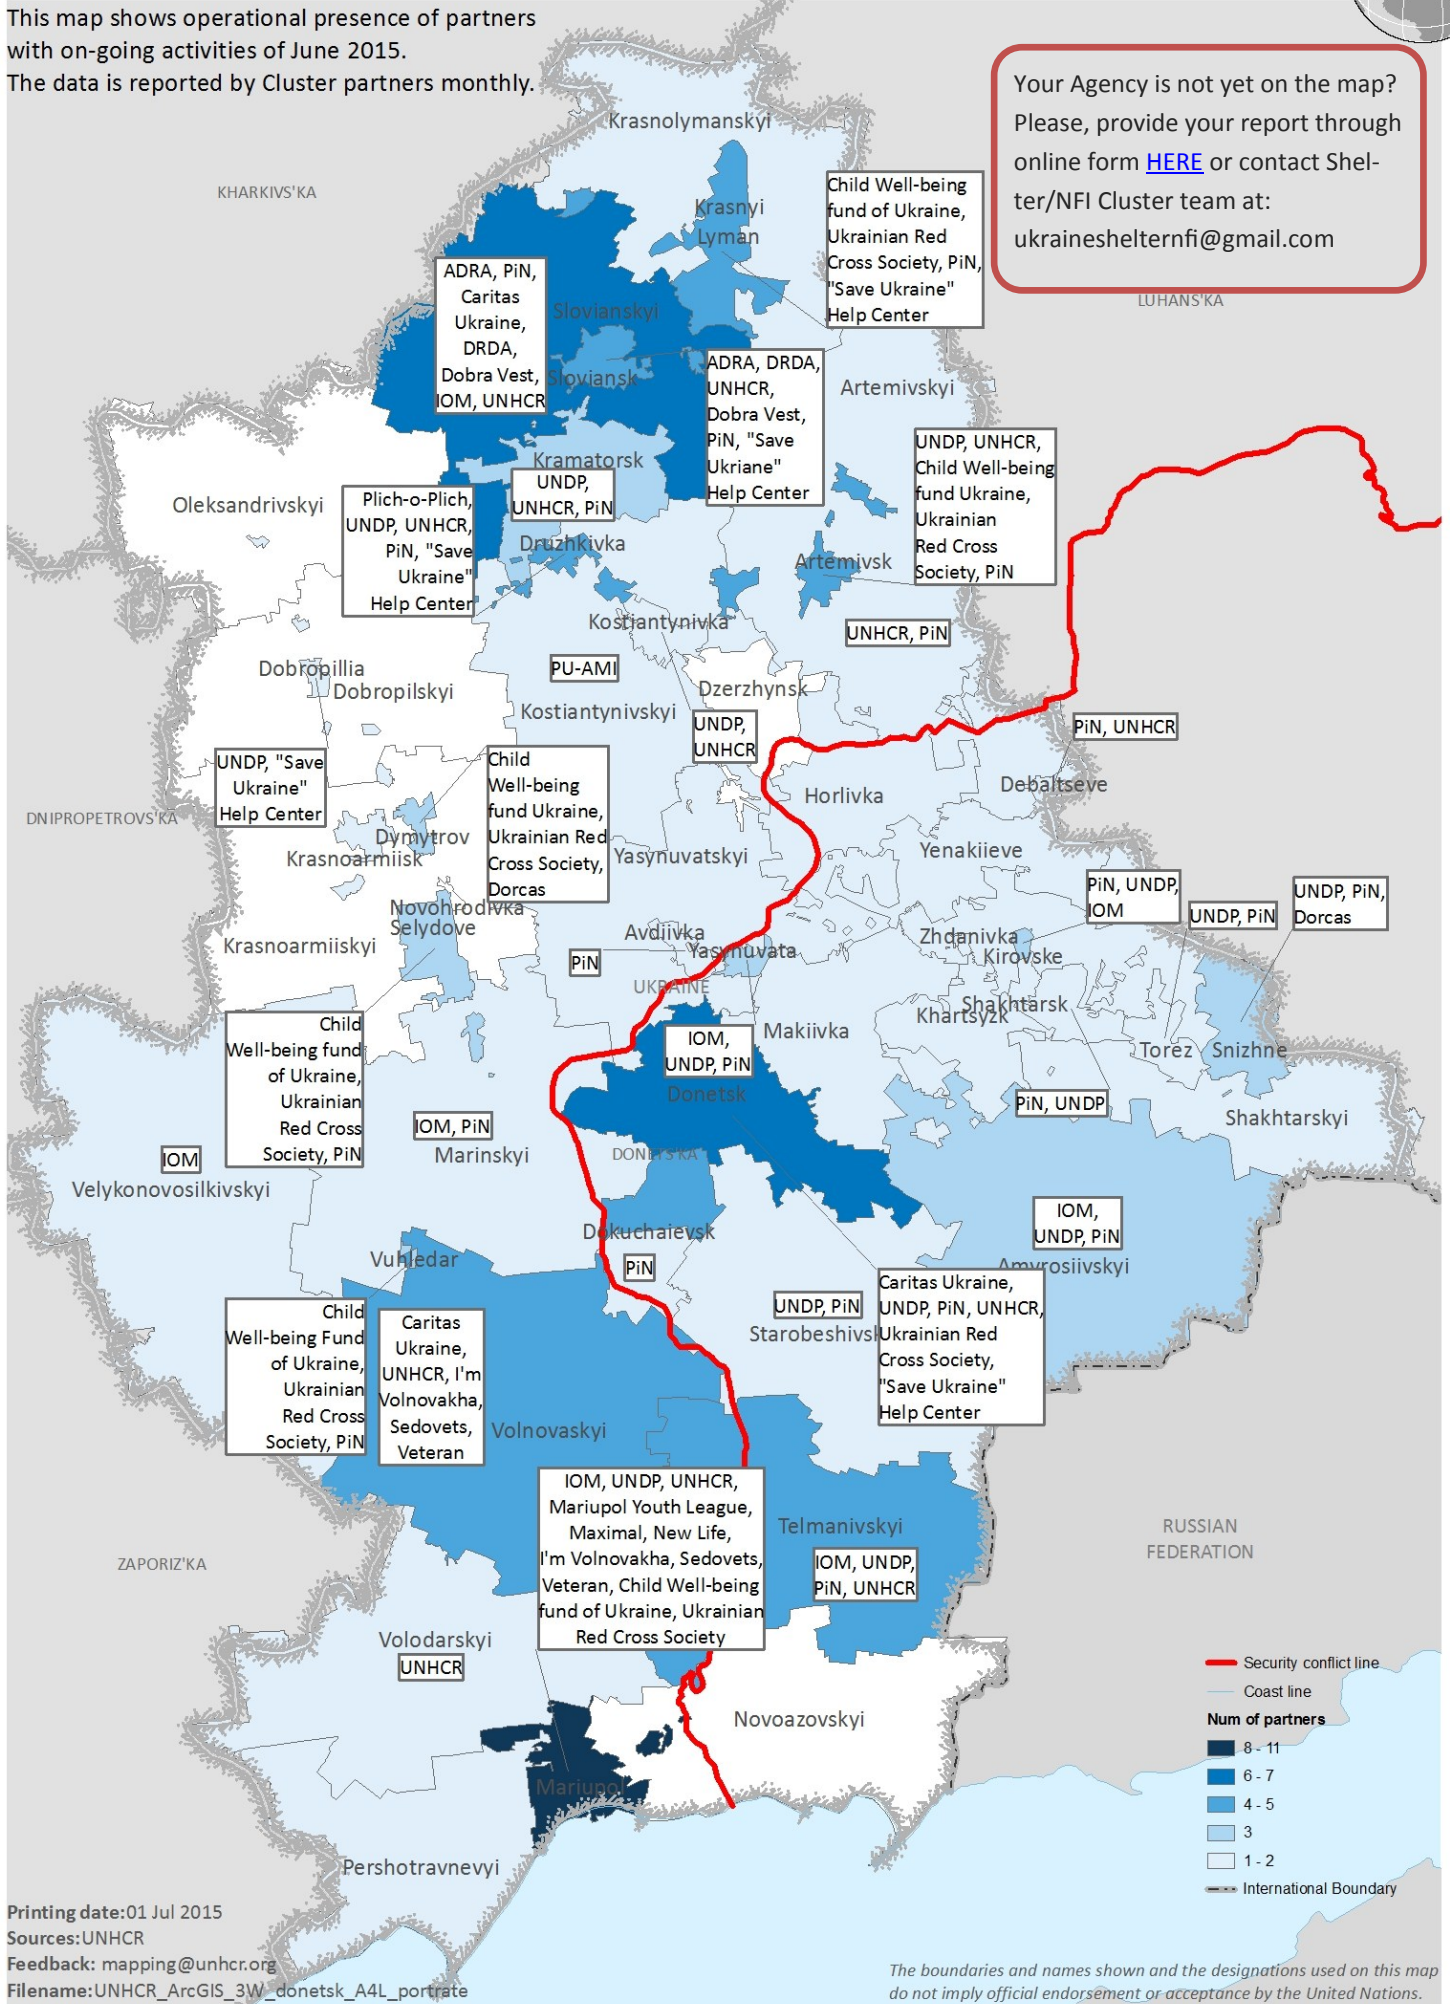 This map shows operational presence of partners
with on-going activities of June 2015.
The data is reported by Cluster partners monthly.
Your Agency is not yet on the map?
Please, provide your report through
online form HERE or contact Shel-
ter/NFI Cluster team at:
ukraineshelternfi@gmail.com
Krasnolymanskyi
KHARKIVS'KA
Krasnyi
Lyman
Child Well-being
fund of Ukraine,
Ukrainian Red
Cross Society, PiN,
"Save Ukraine"
Help Center
LUHANS'KA
ADRA, PiN,
Caritas
Ukraine,
DRDA,
Dobra Vest,
IOM, UNHCR
Slovianskyi
Sloviansk
ADRA, DRDA,
UNHCR,
Dobra Vest,
PiN, "Save
Ukriane"
Help Center
Artemivskyi
UNDP, UNHCR,
Child Well-being
fund Ukraine,
Ukrainian
Red Cross
Society, PiN
Kramatorsk
UNDP,
UNHCR, PiN
Oleksandrivskyi
Plich-o-Plich,
UNDP, UNHCR,
PiN, "Save
Ukraine"
Help Center
Druzhkivka
Artemivsk
Kostiantynivka
UNHCR, PiN
PU-AMI
Dobropillia
Dobropilskyi
Dzerzhynsk
Kostiantynivskyi
UNDP,
UNHCR
PiN, UNHCR
UNDP, "Save
Ukraine"
Help Center
Child
Well-being
fund Ukraine,
Ukrainian Red
Cross Society,
Dorcas
Debaltseve
Horlivka
DNIPROPETROVS'KA
Dymytrov
Krasnoarmiisk
Yasynuvatskyi
Yenakiieve
PiN, UNDP,
IOM
UNDP, PiN
UNDP, PiN,
Dorcas
Novohrodivka
Selydove
Krasnoarmiiskyi
Avdiivka
Yasynuvata
PiN
Zhdanivka
Kirovske
UKRAINE
Shakhtarsk
Khartsyzk
Makiivka
Torez
Snizhne
Child
Well-being fund
of Ukraine,
Ukrainian
Red Cross
Society, PiN
IOM,
UNDP, PiN
Donetsk
PiN, UNDP
Shakhtarskyi
IOM, PiN
Marinskyi
DONETS'KA
IOM
Velykonovosilkivskyi
Dokuchaievsk
PiN
IOM,
UNDP, PiN
Amvrosiivskyi
Vuhledar
UNDP, PiN
Starobeshivsk
Caritas Ukraine,
UNDP, PiN, UNHCR,
Ukrainian Red
Cross Society,
"Save Ukraine"
Help Center
Child
Well-being Fund
of Ukraine,
Ukrainian
Red Cross
Society, PiN
Caritas
Ukraine,
UNHCR, I'm
Volnovakha,
Sedovets,
Veteran
Volnovaskyi
IOM, UNDP, UNHCR,
Mariupol Youth League,
Maximal, New Life,
I'm Volnovakha, Sedovets,
Veteran, Child Well-being
fund of Ukraine, Ukrainian
Red Cross Society
Telmanivskyi
IOM, UNDP,
PiN, UNHCR
RUSSIAN
FEDERATION
ZAPORIZ'KA
Volodarskyi
UNHCR
Novoazovskyi
Mariupol
Pershotravnevyi
Security conflict line
Coast line
Num of partners
8 - 11
6 - 7
4 - 5
3
1 - 2
International Boundary
Printing date:01 Jul 2015
Sources:UNHCR
Feedback: mapping@unhcr.org
Filename:UNHCR_ArcGIS_3W_donetsk_A4L_portrate
The boundaries and names shown and the designations used on this map
do not imply official endorsement or acceptance by the United Nations.